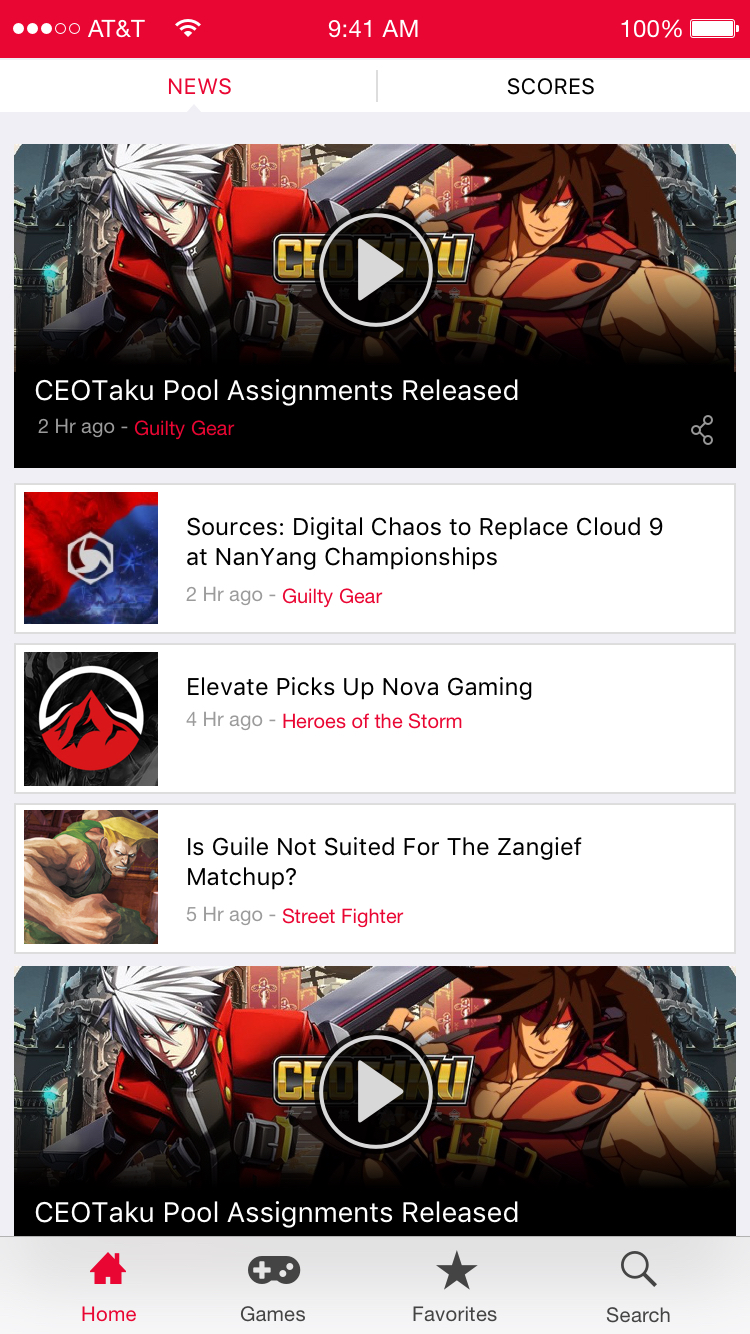 AT&T 9:41 AM 100%
NEWS SCORES
CEOTAKU
CEOTaku Pool Assignments Released
2 Hr ago - Guilty Gear
Sources: Digital Chaos to Replace Cloud 9
at NanYang Championships
2 Hr ago - Guilty Gear
Elevate Picks Up Nova Gaming
4 Hr ago - Heroes of the Storm
Is Guile Not Suited For The Zangief
Matchup?
5 Hr ago - Street Fighter
CEOTAKU
CEOTaku Pool Assignments Released
Home Games Favorites Search